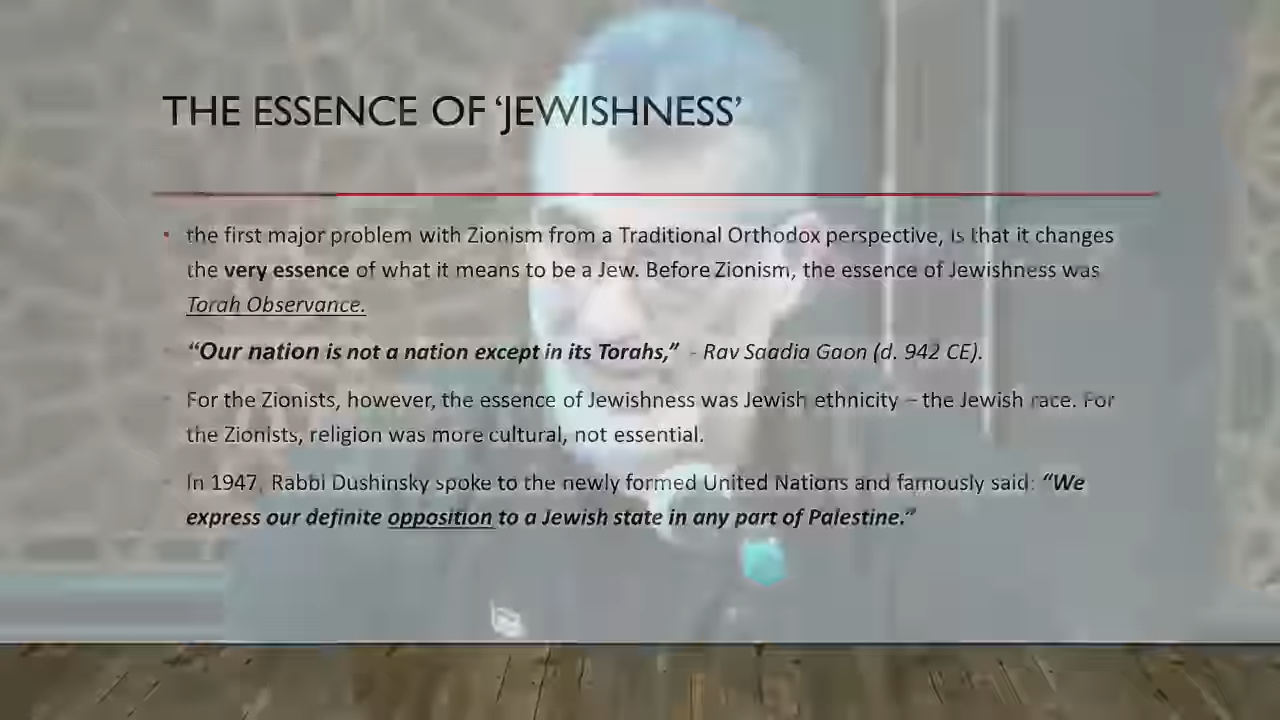 THE ESSENCE OF ‘JEWISHNESS’
• the first major problem with Zionism from a Traditional Orthodox perspective, is that it changes
the very essence of what it means to be a Jew. Before Zionism, the essence of Jewishness was
Torah Observance.
• “Our nation is not a nation except in its Torahs,” - Rav Saadia Gaon (d. 942 CE).
• For the Zionists, however, the essence of Jewishness was Jewish ethnicity – the Jewish race. For
the Zionists, religion was more cultural, not essential.
• In 1947, Rabbi Dushinsky spoke to the newly formed United Nations and famously said: “We
express our definite opposition to a Jewish state in any part of Palestine.”